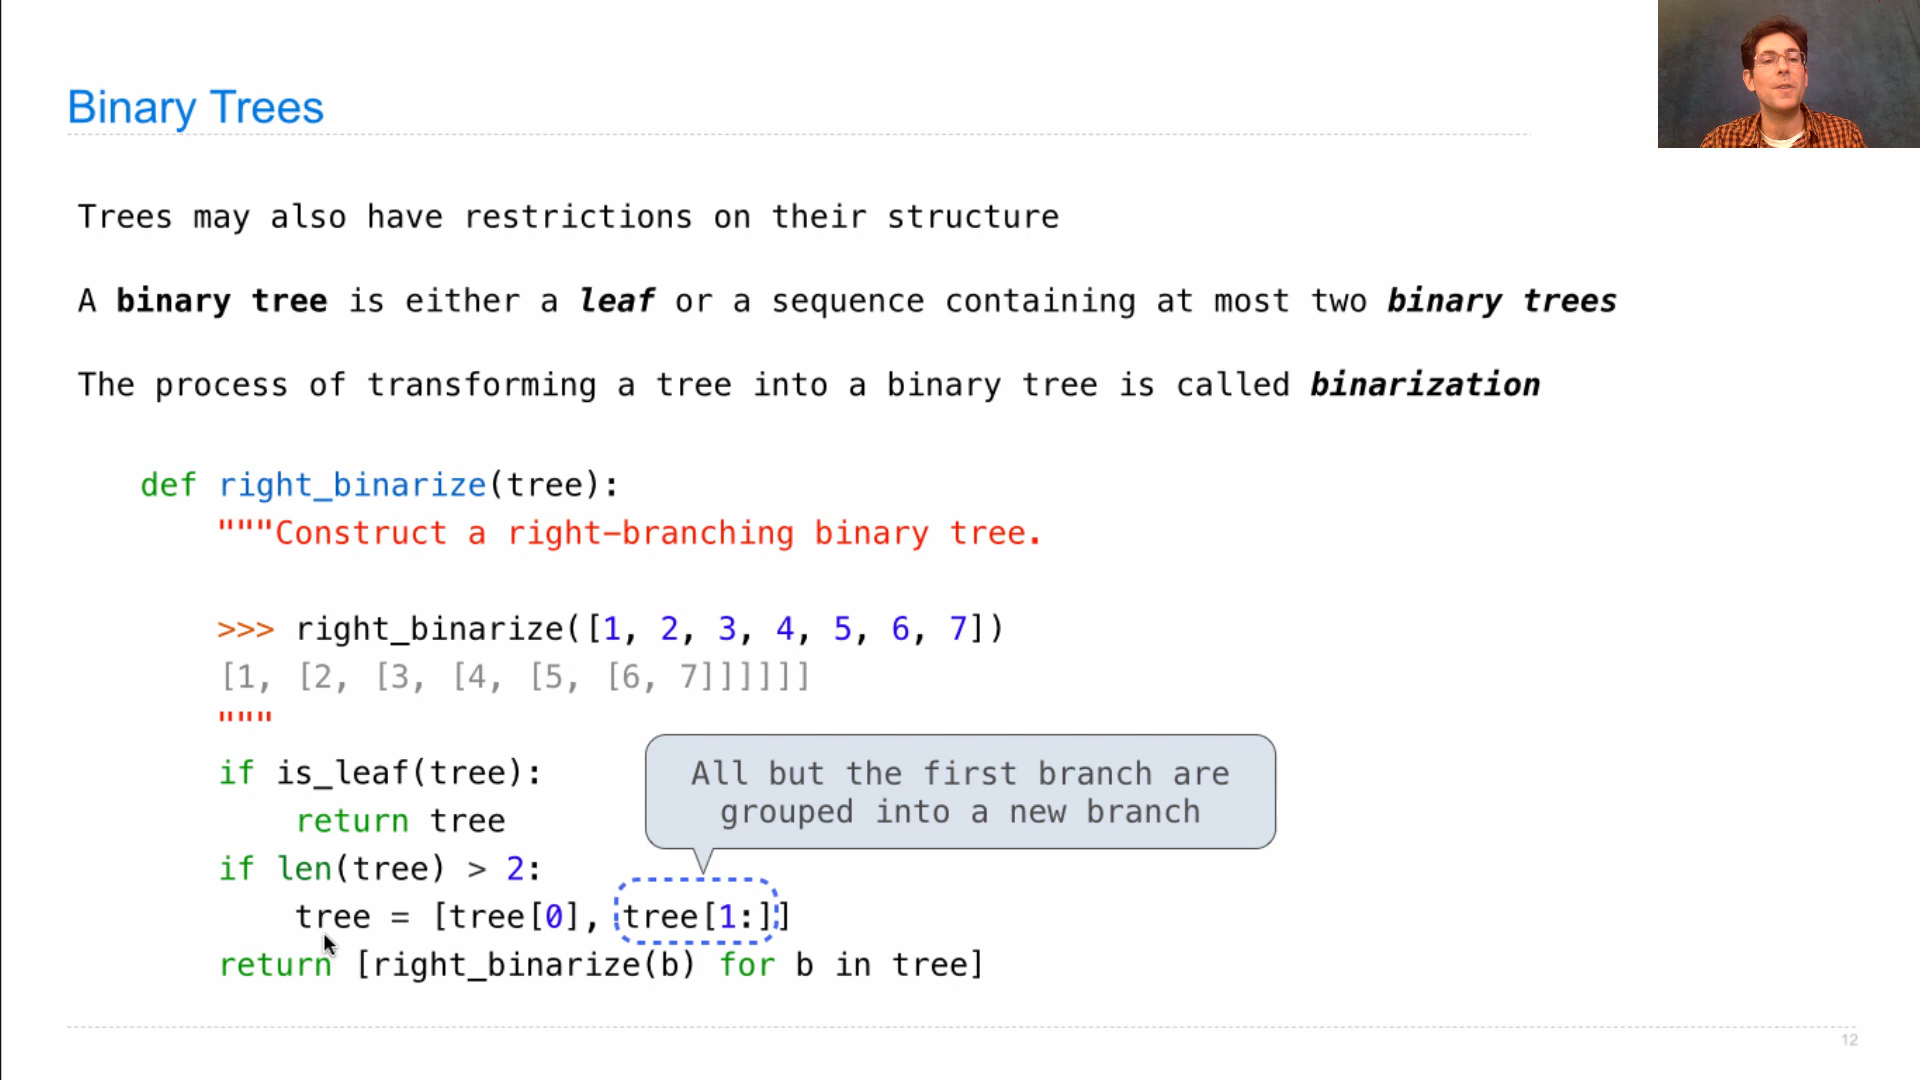 Binary Trees
Trees may also have restrictions on their structure
A binary tree is either a leaf or a sequence containing at most two binary trees
The process of transforming a tree into a binary tree is called binarization
def right_binarize(tree):
"""Construct a right-branching binary tree.
>>> right_binarize([1, 2, 3, 4, 5, 6, 7])
[1, [2, [3, [4, [5, [6, 7]]]]]]
"""
if is_leaf(tree):
return tree
All but the first branch are
grouped into a new branch
if len(tree) > 2:
tree = [tree[0], tree[1:]]
return [right_binarize(b) for b in tree]
12